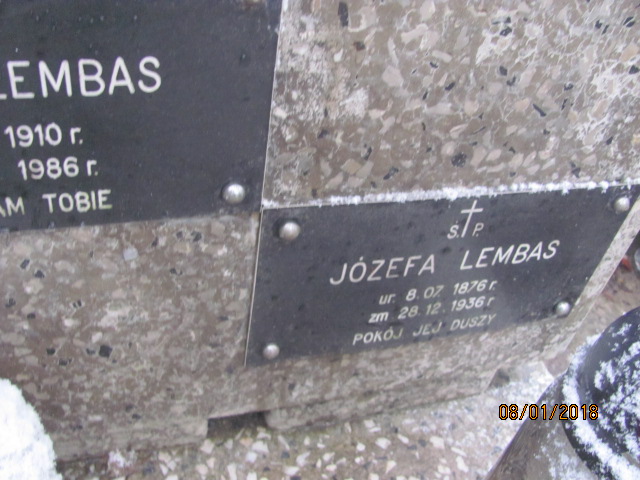 LEMBAS
1910 r.
1986 r.
AM TOBIE
Ś. P.
JÓZEFA LEMBAS
ur. 8.07 1876 r.
zm 28.12.1936 r
POKÓJ JEJ DUSZY
08/01/2018